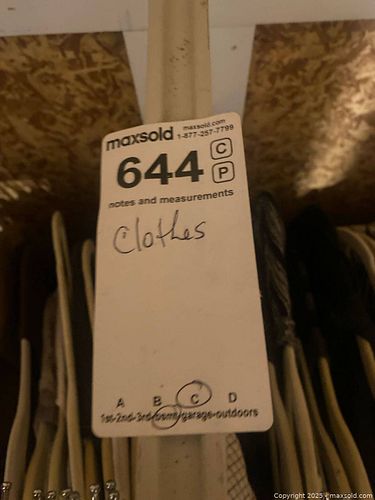 maxsold maxsold.com
1-877-257-7799
644 C
P
notes and measurements
Clothes
A B C D
1st-2nd-3rd-bsmt-garage-outdoors
Copyright 2025 - maxsold.com